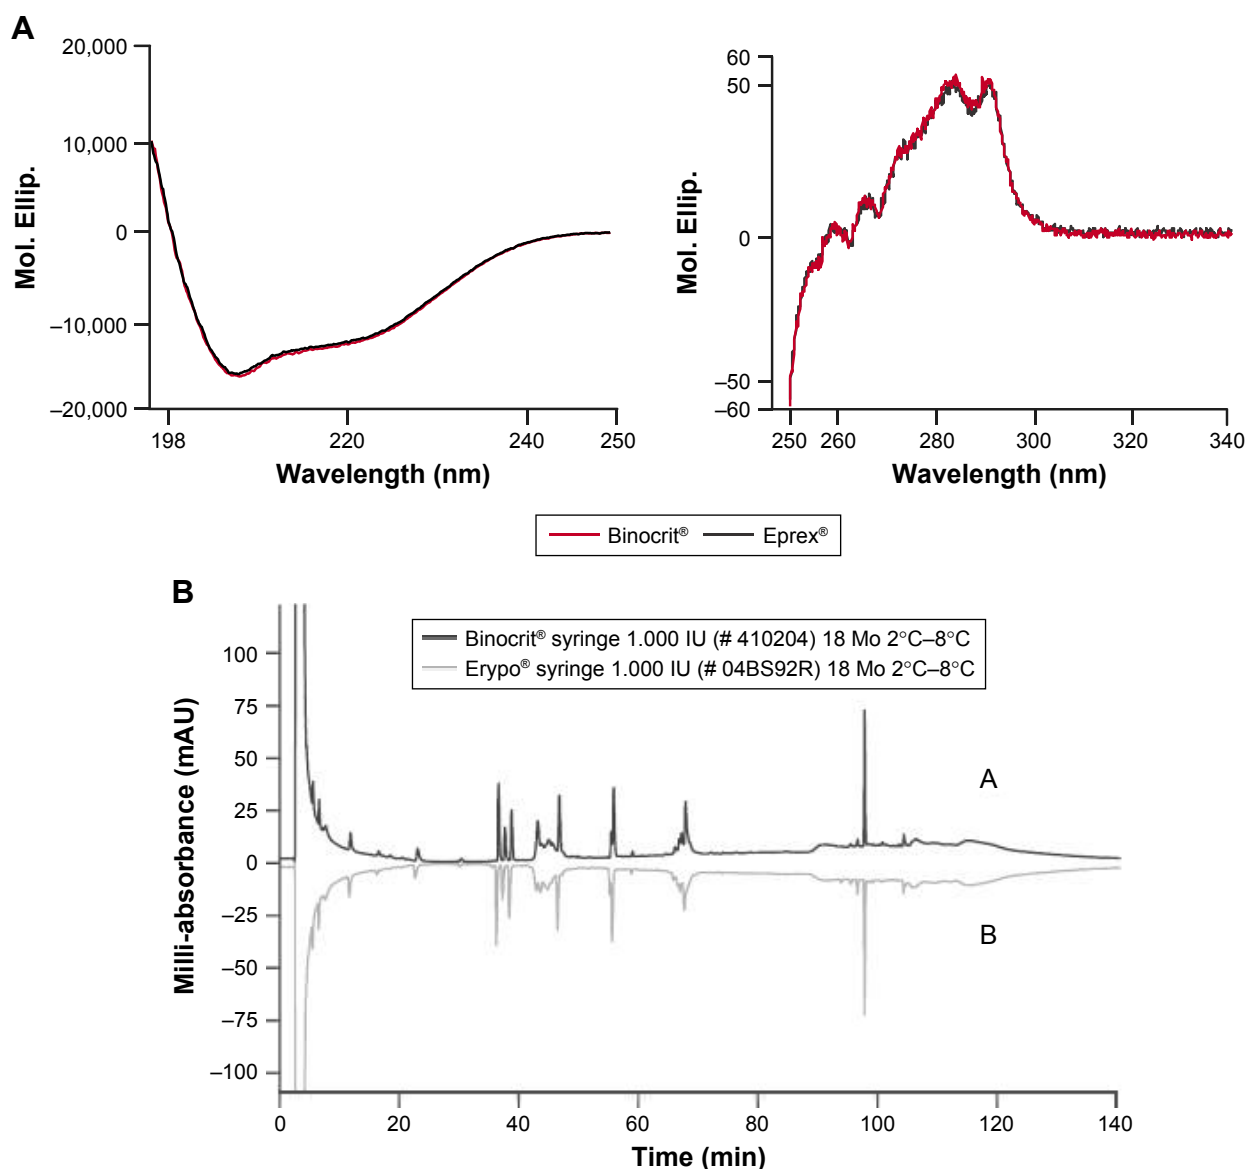 A
20,000
10,000
0
–10,000
–20,000
Mol. Ellip.
198 220 240 250
Wavelength (nm)
60
50
0
–50
–60
Mol. Ellip.
250 260 280 300 320 340
Wavelength (nm)
Binocrit® Eprex®
B
Binocrit® syringe 1.000 IU (# 410204) 18 Mo 2°C–8°C
Erypo® syringe 1.000 IU (# 04BS92R) 18 Mo 2°C–8°C
100
75
50
25
0
–25
–50
–75
–100
Milli-absorbance (mAU)
A
B
0 20 40 60 80 100 120 140
Time (min)